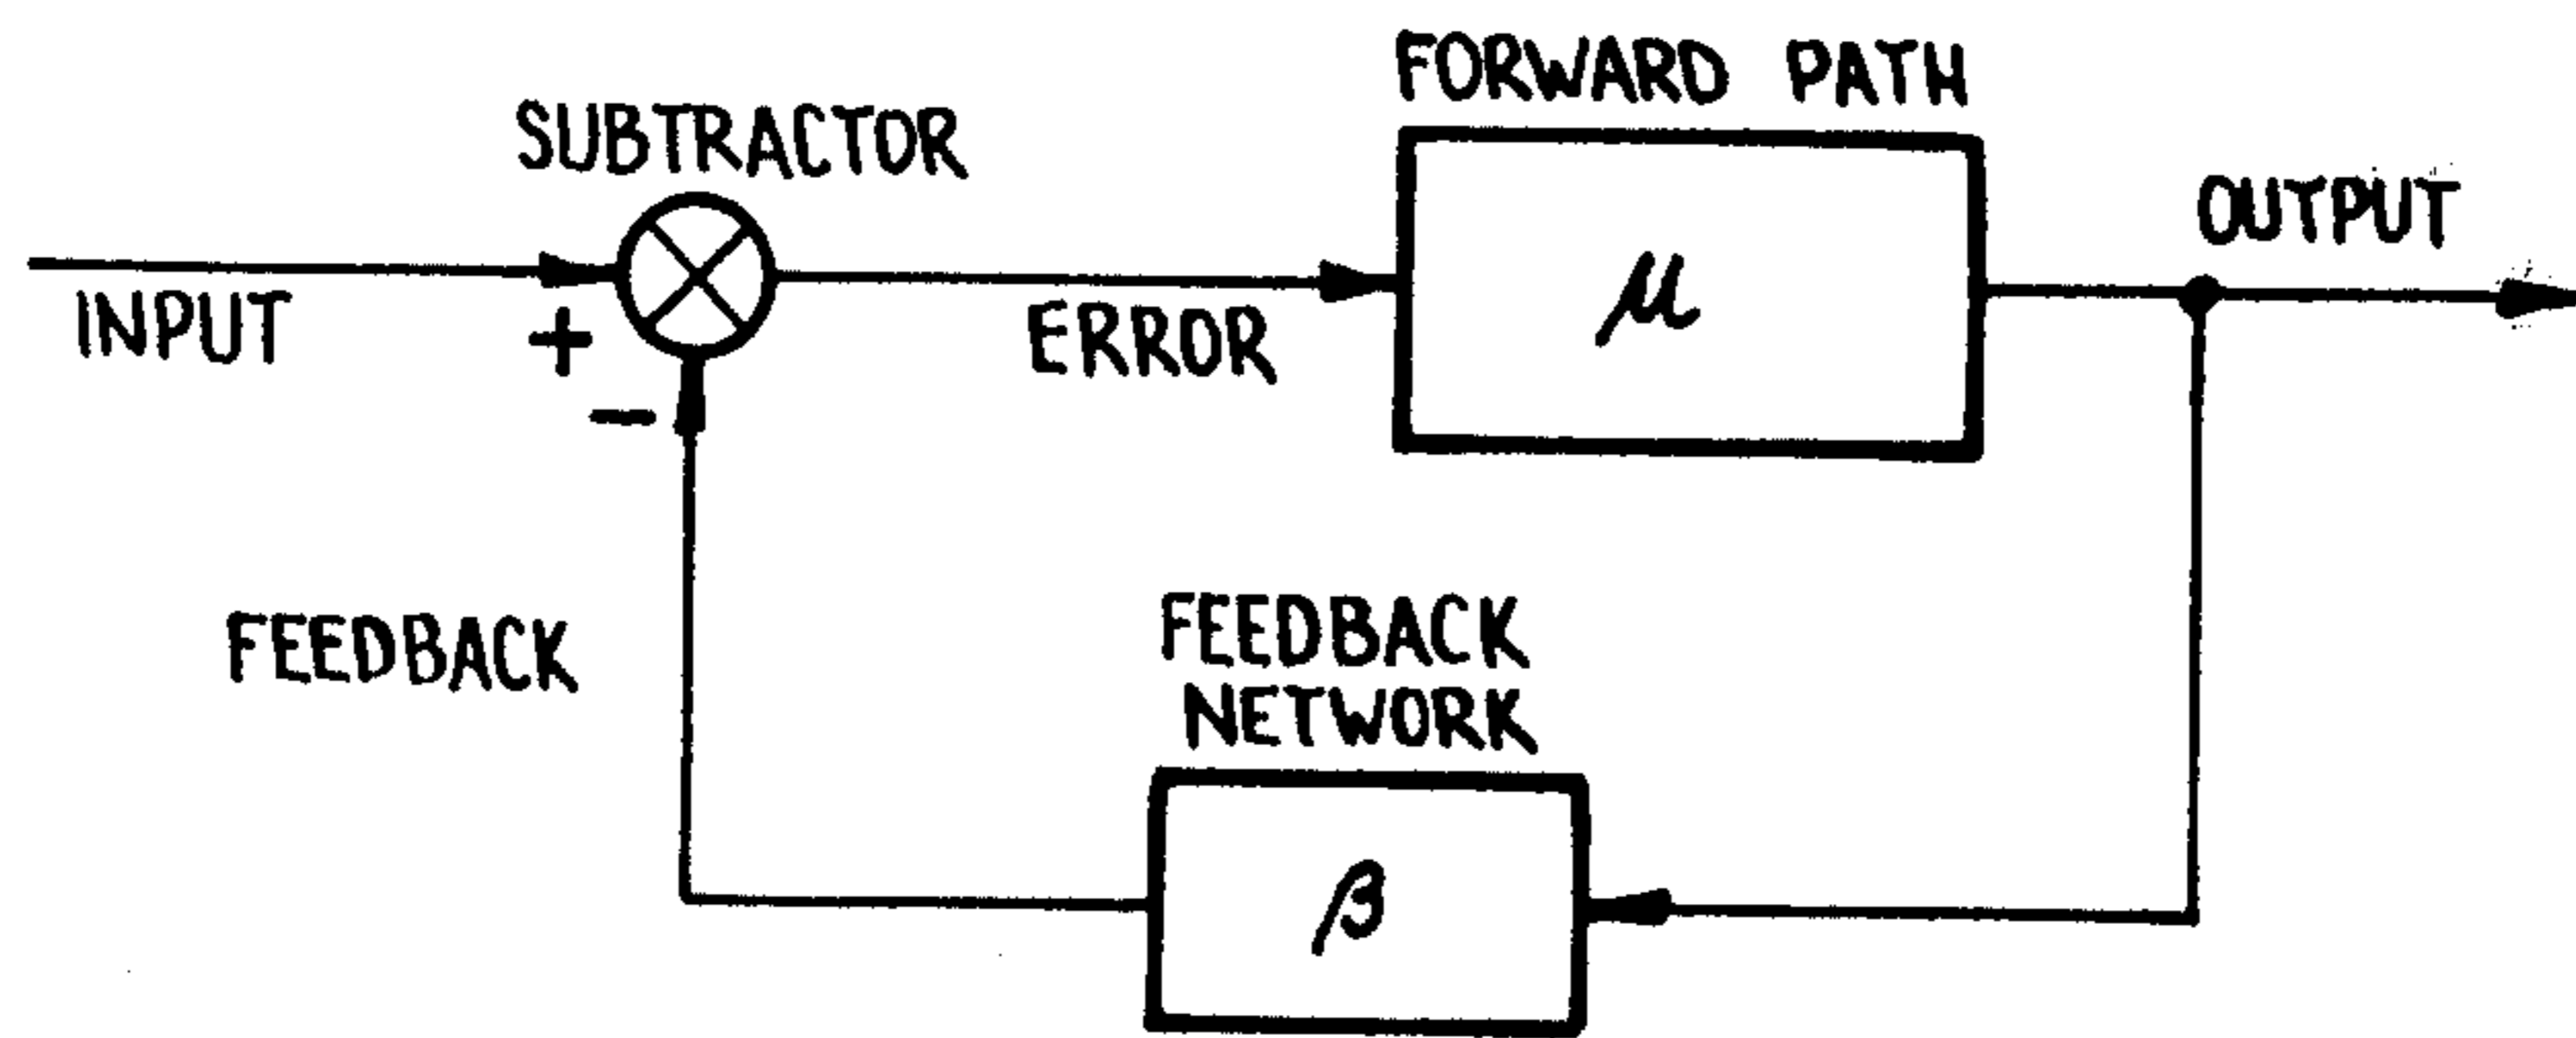 FORWARD PATH
SUBTRACTOR
OUTPUT
μ
INPUT
+
ERROR
−
FEEDBACK
FEEDBACK
NETWORK
β